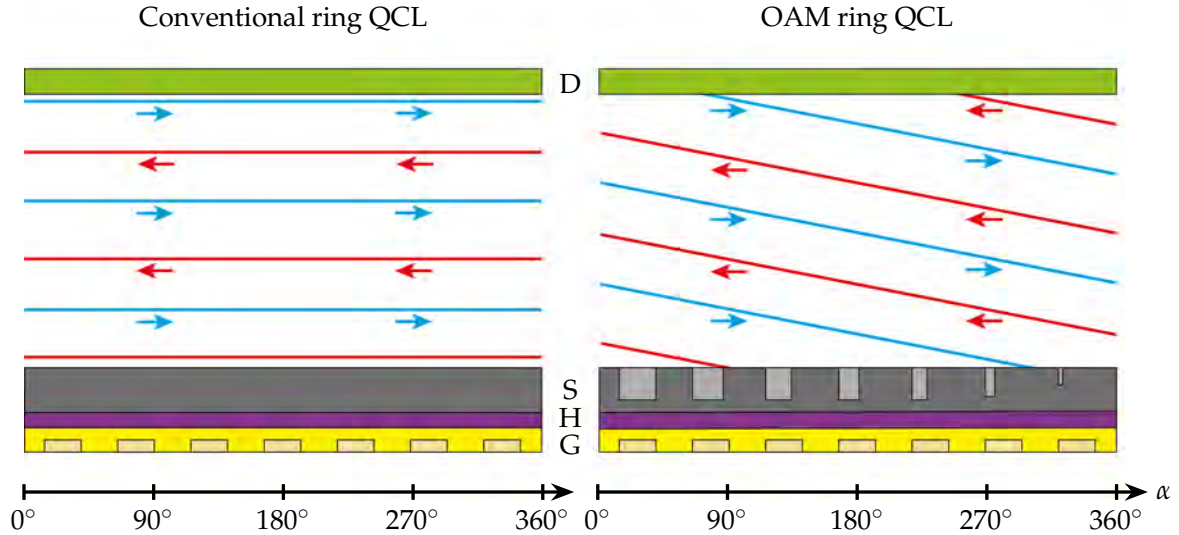 Conventional ring QCL
OAM ring QCL
D
S
H
G
0° 90° 180° 270° 360° 0° 90° 180° 270° 360° α